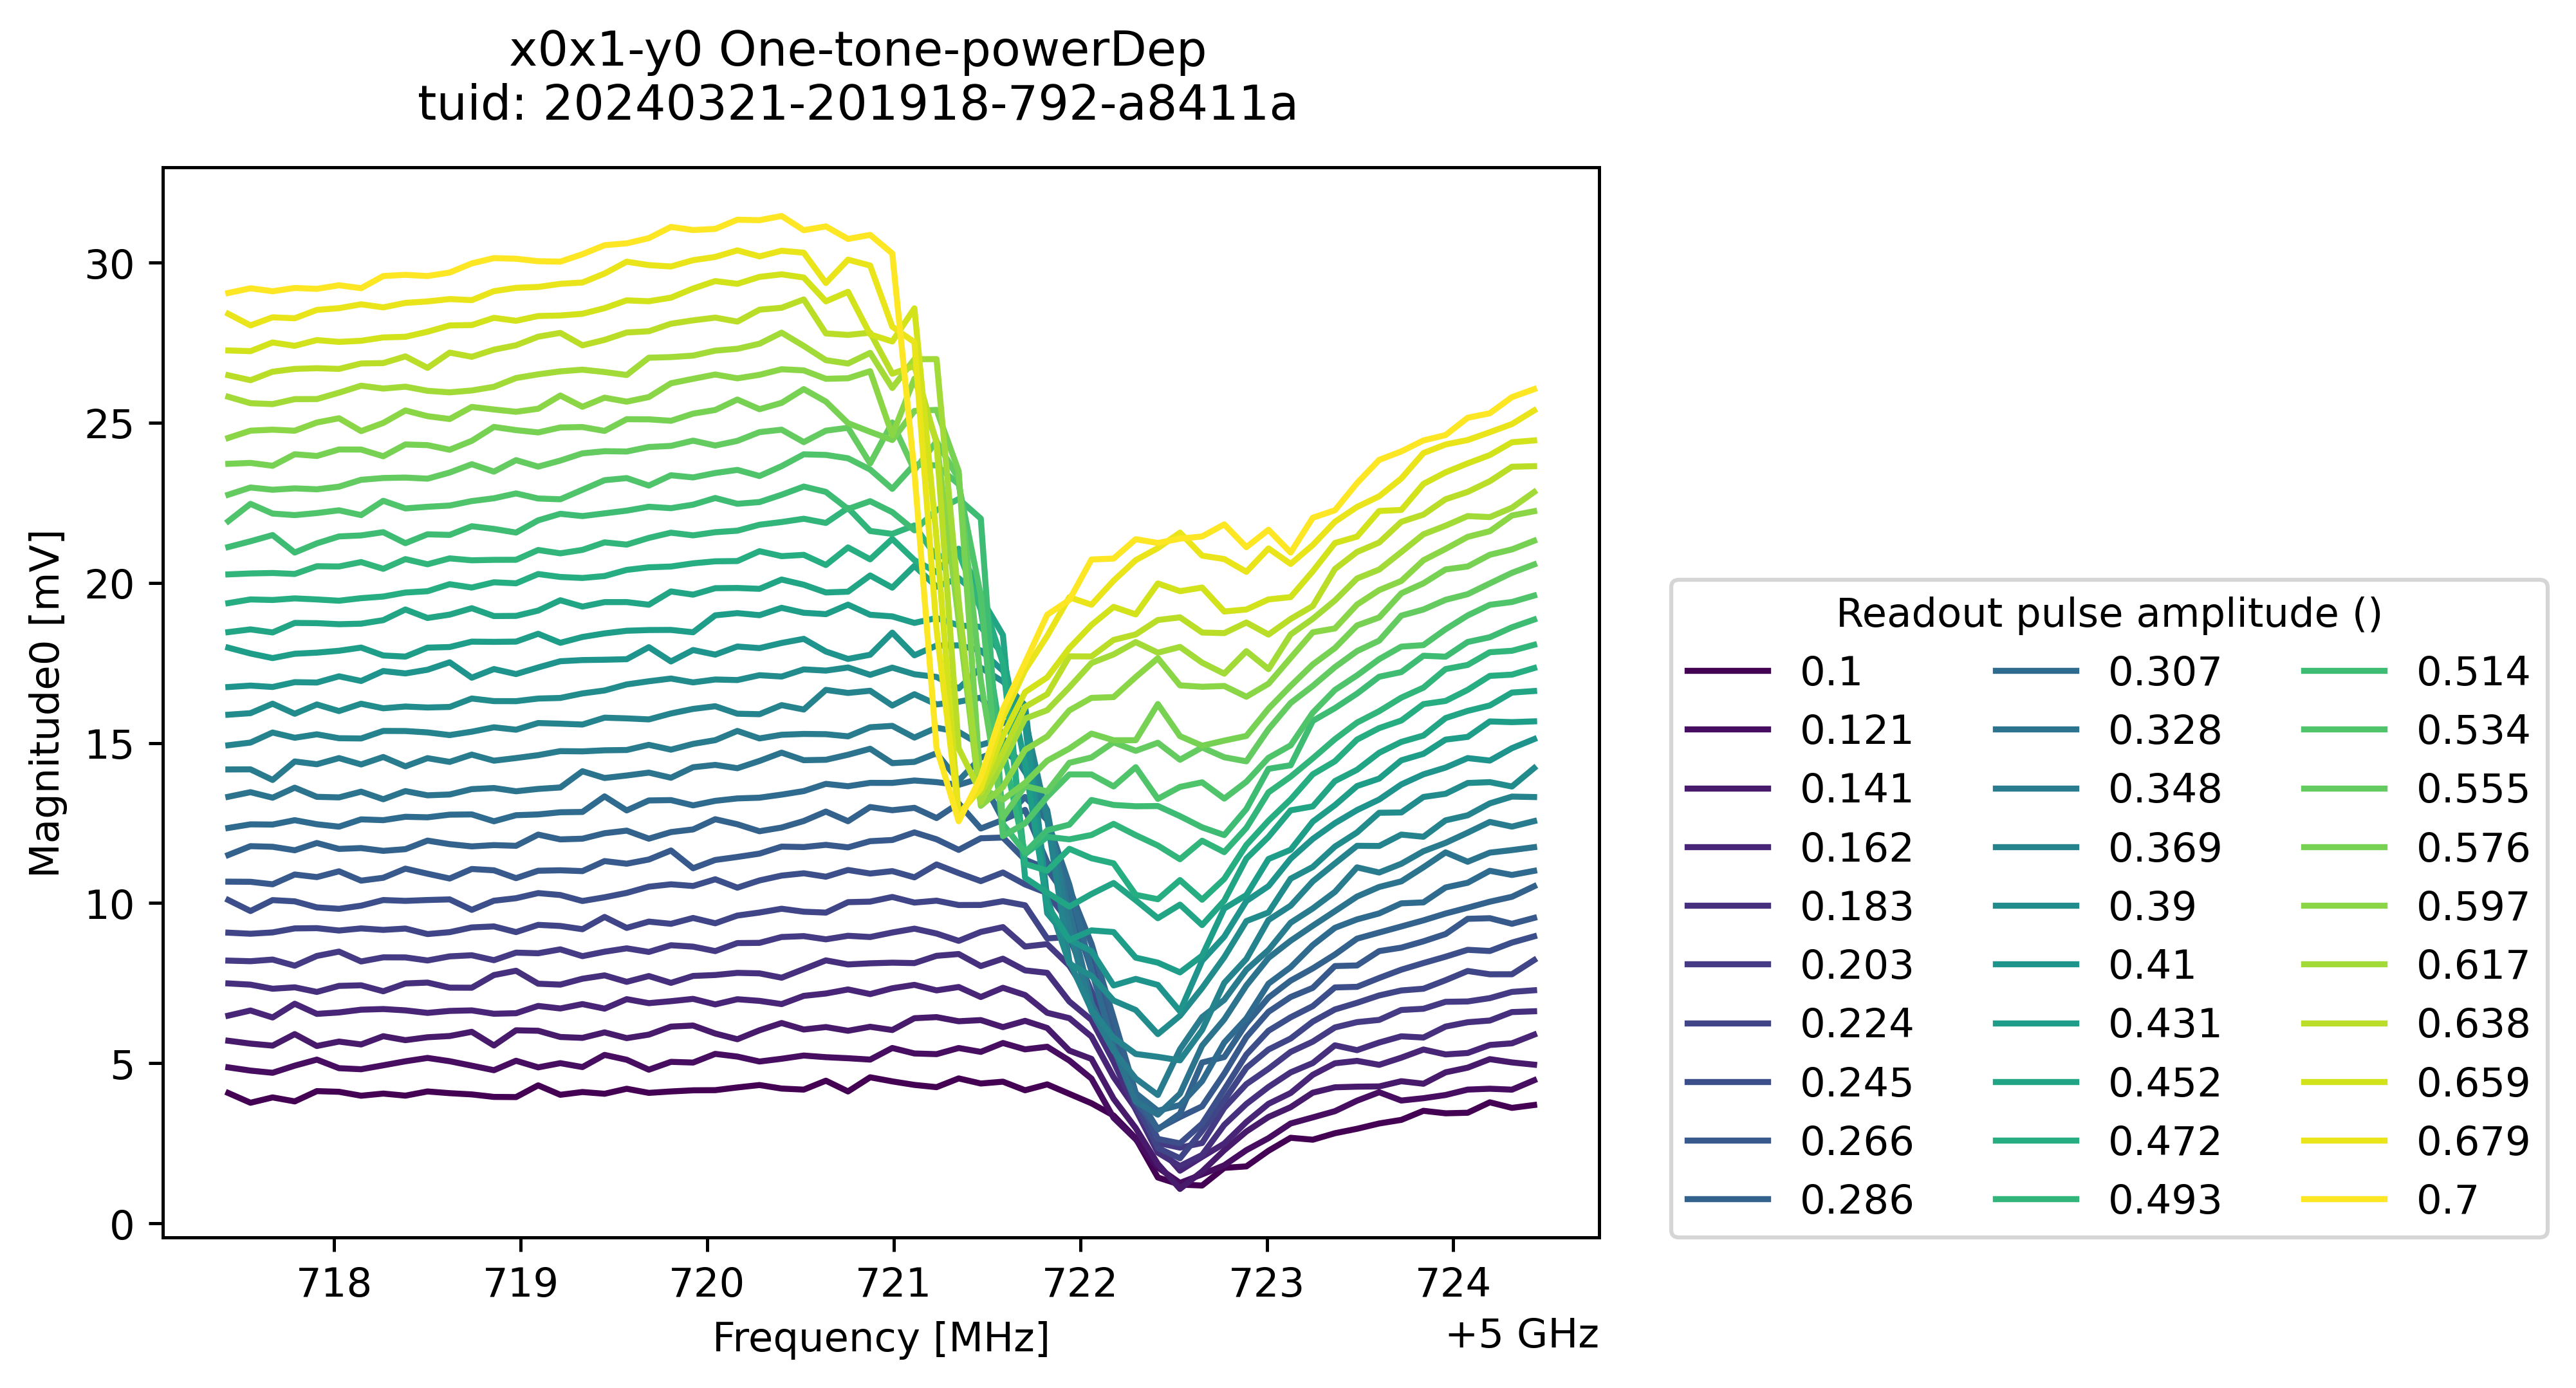 x0x1-y0 One-tone-powerDep
tuid: 20240321-201918-792-a8411a
Magnitude0 [mV]
30
25
20
15
10
5
0
718 719 720 721 722 723 724
Frequency [MHz]
+5 GHz
Readout pulse amplitude ()
0.1 0.307 0.514
0.121 0.328 0.534
0.141 0.348 0.555
0.162 0.369 0.576
0.183 0.39 0.597
0.203 0.41 0.617
0.224 0.431 0.638
0.245 0.452 0.659
0.266 0.472 0.679
0.286 0.493 0.7